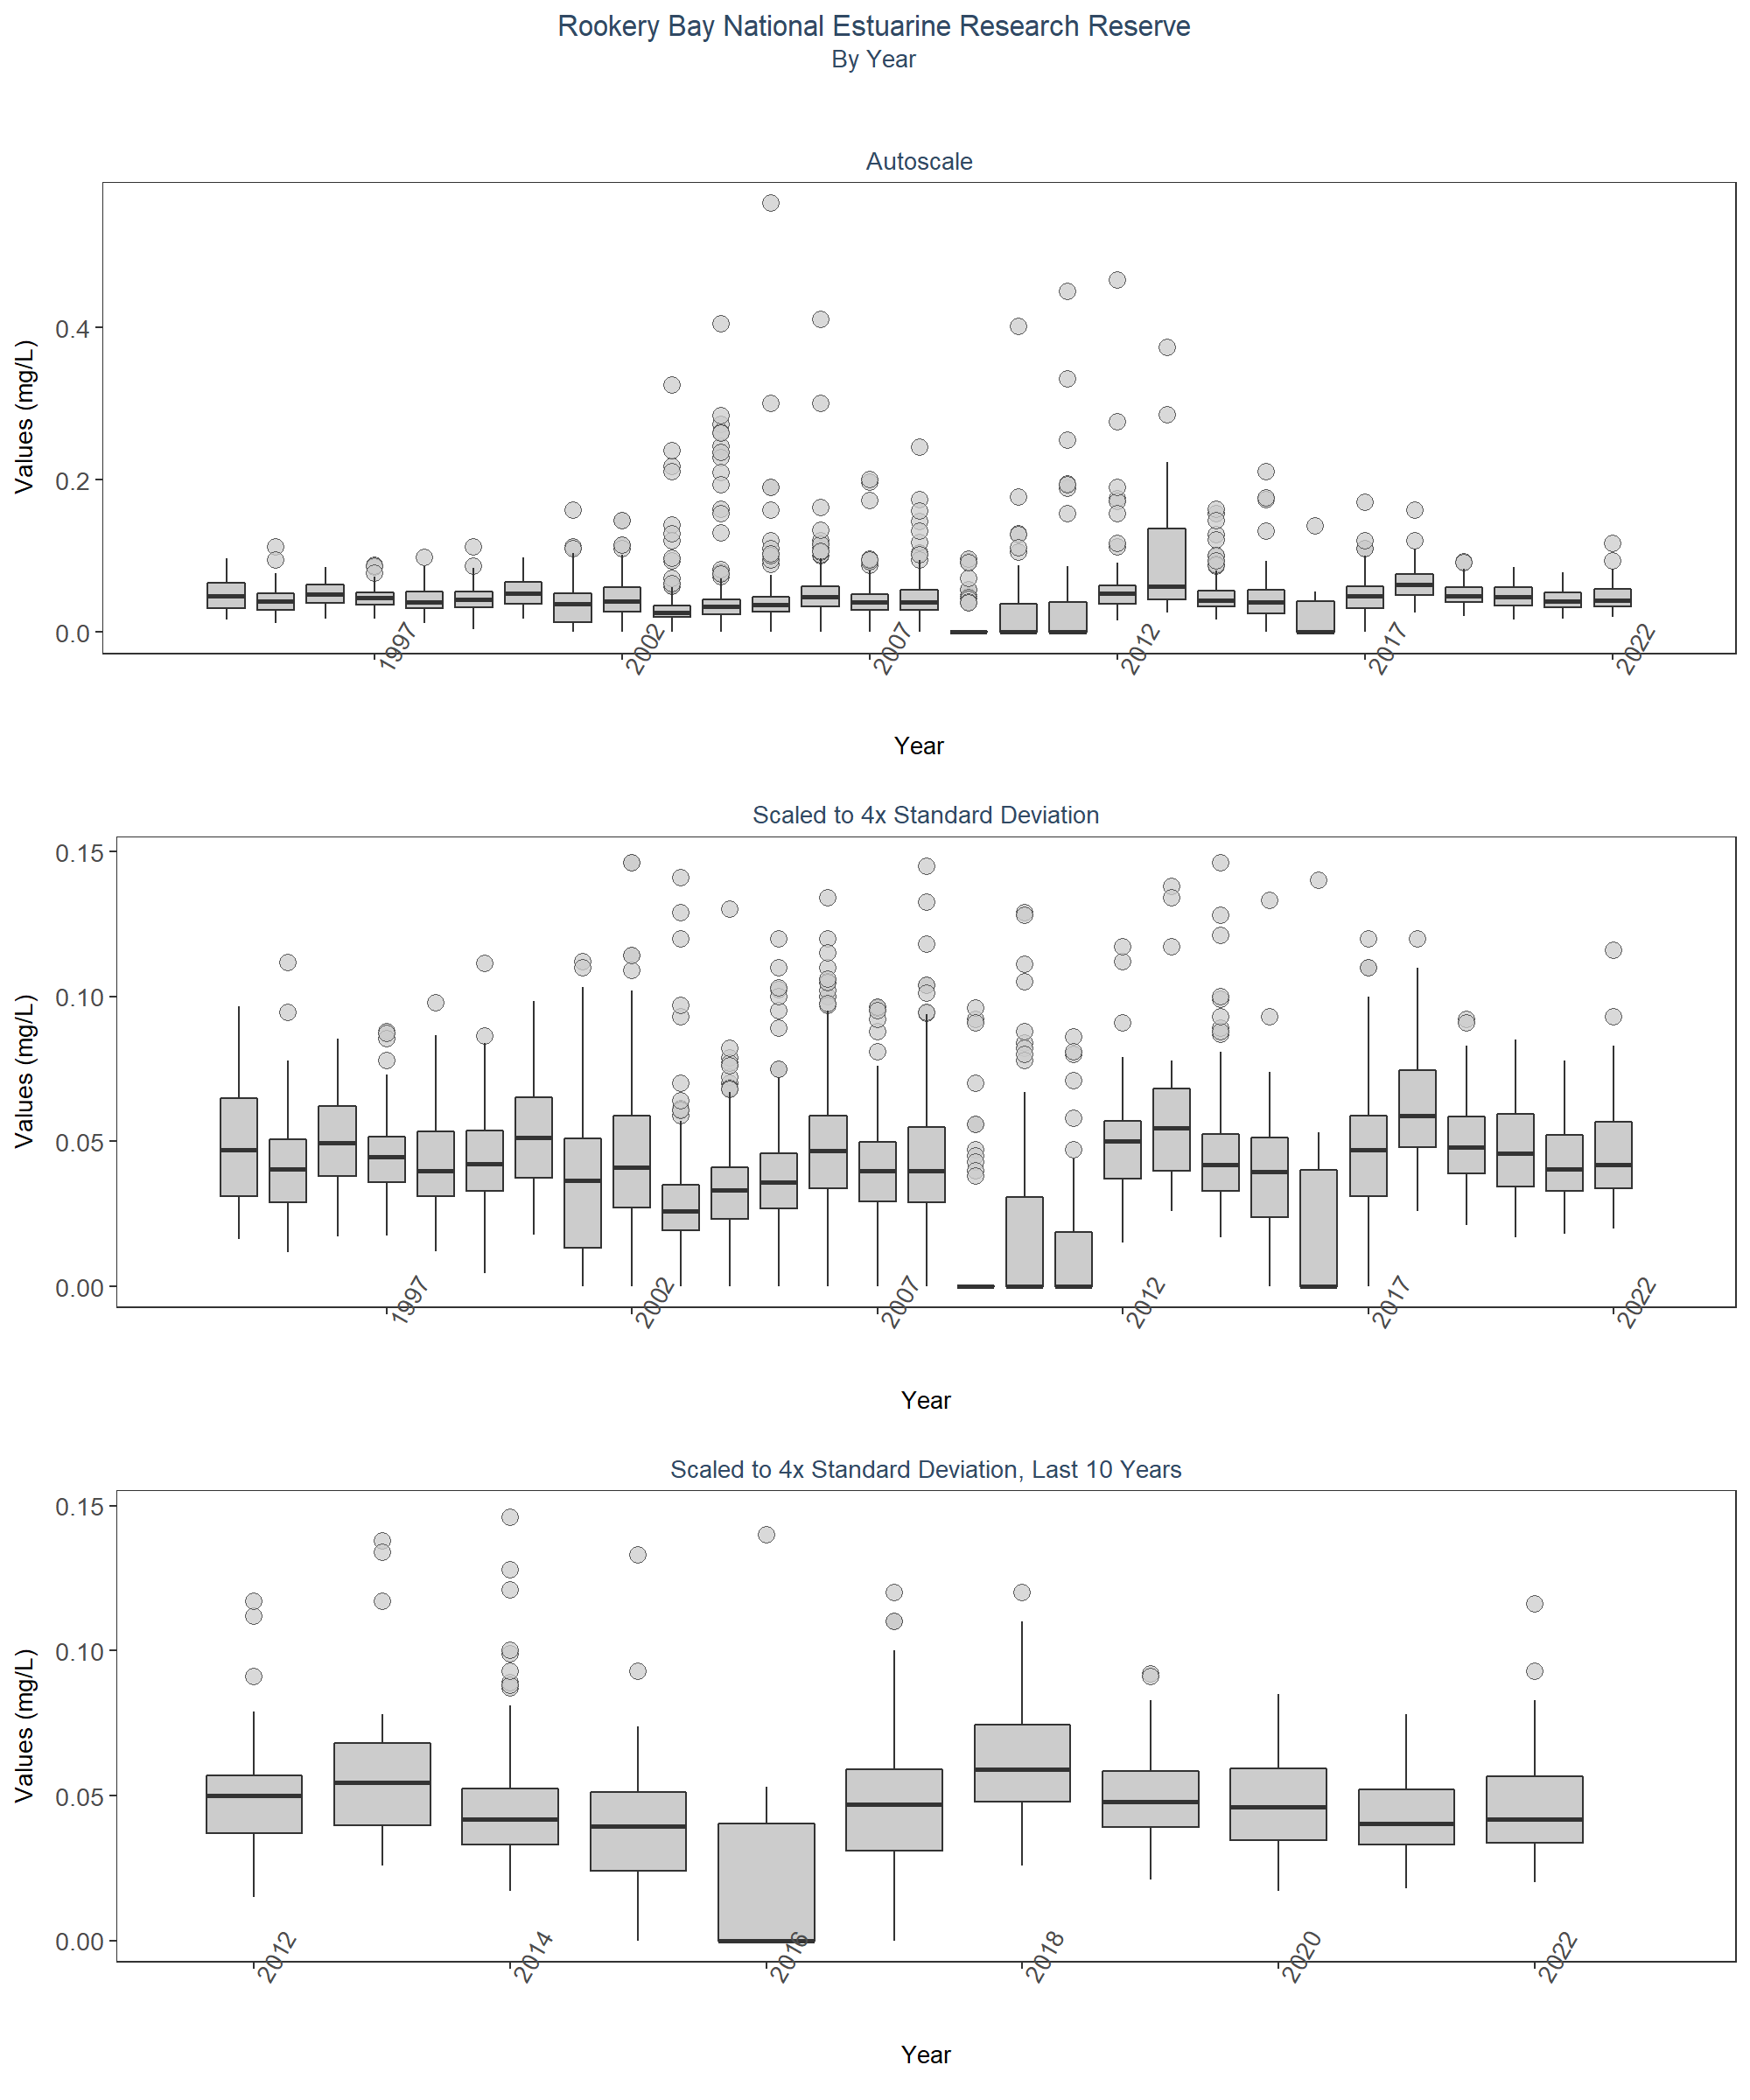 Rookery Bay National Estuarine Research Reserve
By Year
Autoscale
Values (mg/L)
0.4
0.2
0.0
1997
2002
2007
2012
2017
2022
Year
Scaled to 4x Standard Deviation
Values (mg/L)
0.15
0.10
0.05
0.00
1997
2002
2007
2012
2017
2022
Year
Scaled to 4x Standard Deviation, Last 10 Years
Values (mg/L)
0.15
0.10
0.05
0.00
2012
2014
2016
2018
2020
2022
Year